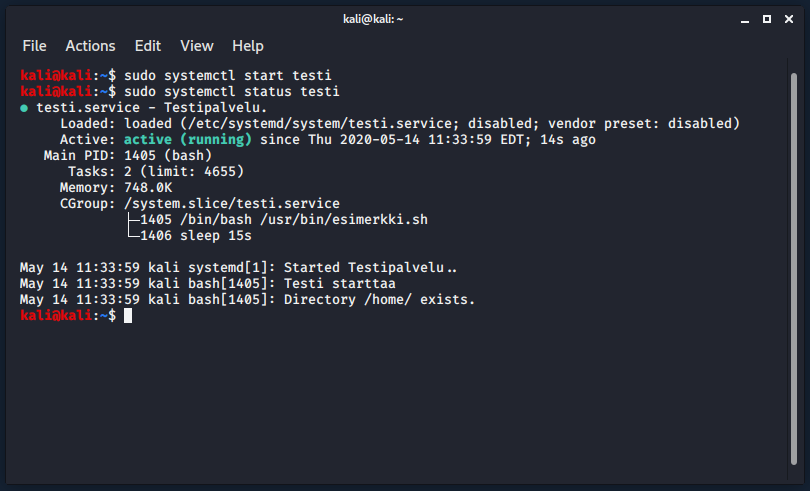 kali@kali: ~
File Actions Edit View Help
kali@kali:~$ sudo systemctl start testi
kali@kali:~$ sudo systemctl status testi
● testi.service - Testipalvelu.
     Loaded: loaded (/etc/systemd/system/testi.service; disabled; vendor preset: disabled)
     Active: active (running) since Thu 2020-05-14 11:33:59 EDT; 14s ago
   Main PID: 1405 (bash)
      Tasks: 2 (limit: 4655)
     Memory: 748.0K
     CGroup: /system.slice/testi.service
             ├─1405 /bin/bash /usr/bin/esimerkki.sh
             └─1406 sleep 15s

May 14 11:33:59 kali systemd[1]: Started Testipalvelu..
May 14 11:33:59 kali bash[1405]: Testi starttaa
May 14 11:33:59 kali bash[1405]: Directory /home/ exists.
kali@kali:~$